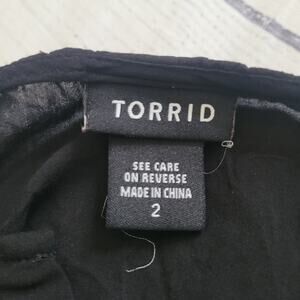 TORRID
SEE CARE
ON REVERSE
MADE IN CHINA
2